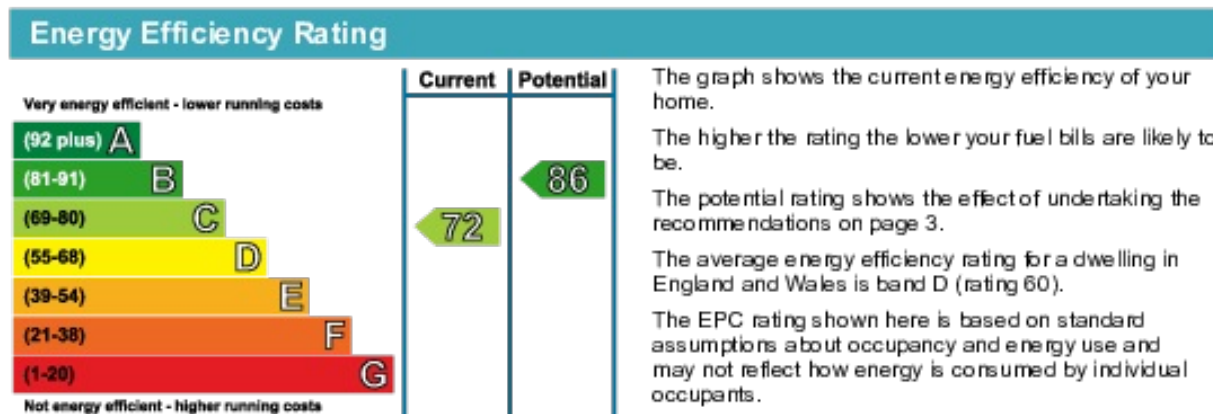 Energy Efficiency Rating
Current Potential
Very energy efficient - lower running costs
(92 plus) A
(81-91) B
86
(69-80) C
72
(55-68) D
(39-54) E
(21-38) F
(1-20) G
Not energy efficient - higher running costs
The graph shows the current energy efficiency of your
home.
The higher the rating the lower your fuel bills are likely to
be.
The potential rating shows the effect of undertaking the
recommendations on page 3.
The average energy efficiency rating for a dwelling in
England and Wales is band D (rating 60).
The EPC rating shown here is based on standard
assumptions about occupancy and energy use and
may not reflect how energy is consumed by individual
occupants.